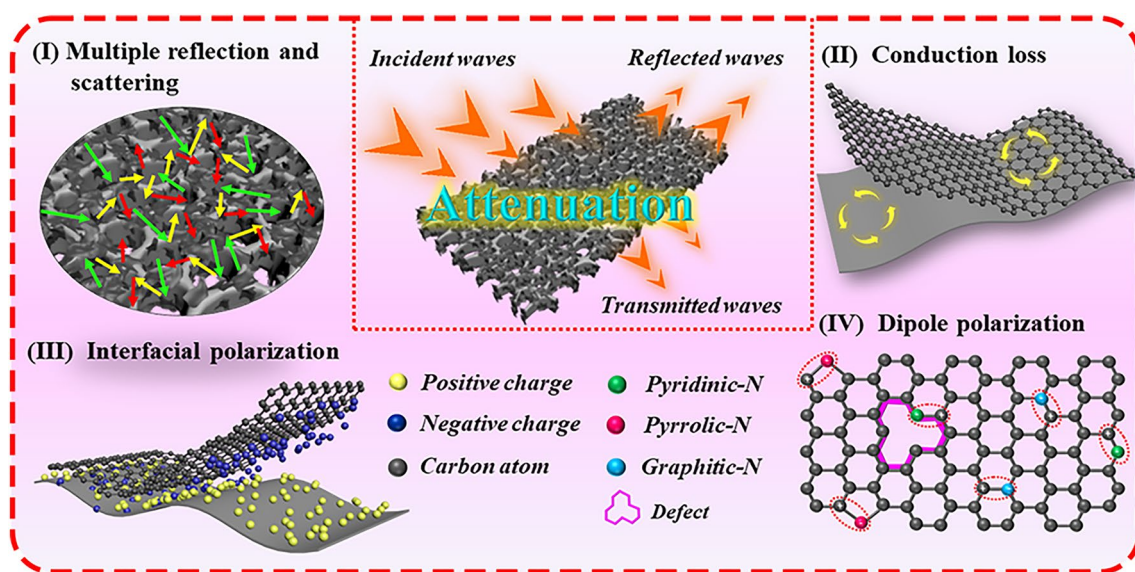 (I) Multiple reflection and
scattering
Incident waves
Reflected waves
Attenuation
Transmitted waves
(II) Conduction loss
(III) Interfacial polarization
Positive charge
Negative charge
Carbon atom
Pyridinic-N
Pyrrolic-N
Graphitic-N
Defect
(IV) Dipole polarization